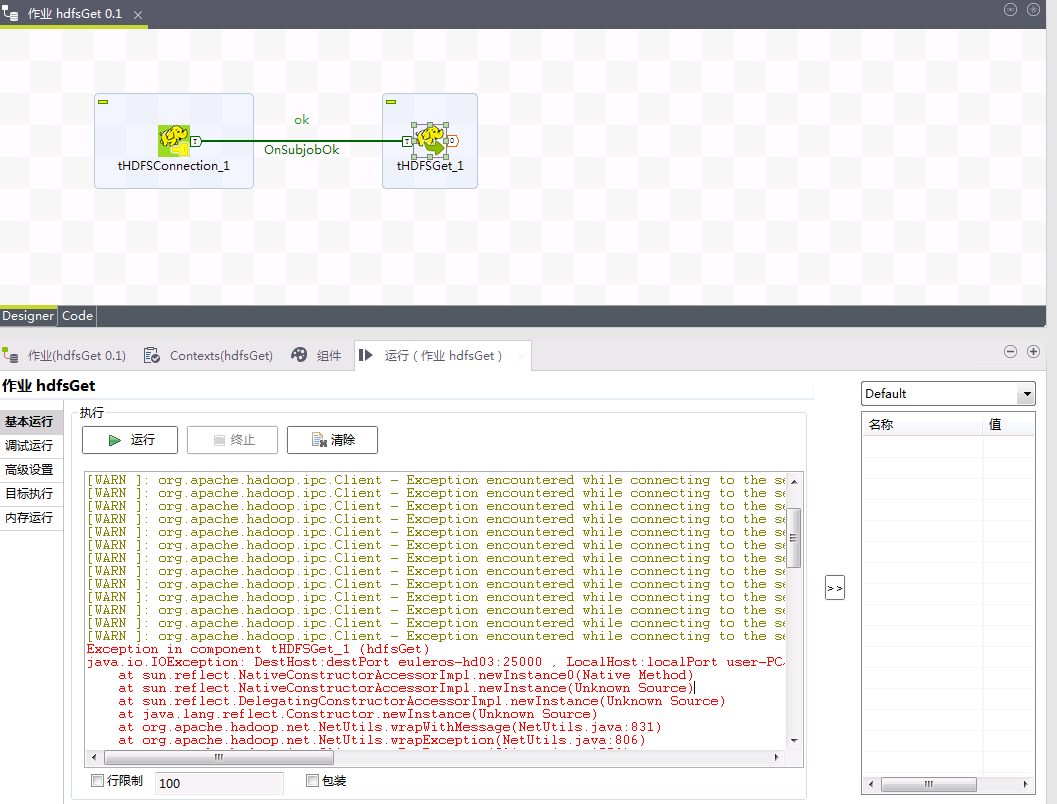 作业 hdfsGet 0.1
ok
OnSubjobOk
tHDFSConnection_1
tHDFSGet_1
Designer Code
作业(hdfsGet 0.1) Contexts(hdfsGet) 组件 运行 ( 作业 hdfsGet )
作业 hdfsGet
Default
基本运行
调试运行
高级设置
目标执行
内存运行
执行
运行 终止 清除
名称 值
[WARN ]: org.apache.hadoop.ipc.Client - Exception encountered while connecting to the se
[WARN ]: org.apache.hadoop.ipc.Client - Exception encountered while connecting to the se
[WARN ]: org.apache.hadoop.ipc.Client - Exception encountered while connecting to the se
[WARN ]: org.apache.hadoop.ipc.Client - Exception encountered while connecting to the se
[WARN ]: org.apache.hadoop.ipc.Client - Exception encountered while connecting to the se
[WARN ]: org.apache.hadoop.ipc.Client - Exception encountered while connecting to the se
[WARN ]: org.apache.hadoop.ipc.Client - Exception encountered while connecting to the se
[WARN ]: org.apache.hadoop.ipc.Client - Exception encountered while connecting to the se
[WARN ]: org.apache.hadoop.ipc.Client - Exception encountered while connecting to the se
[WARN ]: org.apache.hadoop.ipc.Client - Exception encountered while connecting to the se
[WARN ]: org.apache.hadoop.ipc.Client - Exception encountered while connecting to the se
[WARN ]: org.apache.hadoop.ipc.Client - Exception encountered while connecting to the se
[WARN ]: org.apache.hadoop.ipc.Client - Exception encountered while connecting to the se
Exception in component tHDFSGet_1 (hdfsGet)
java.io.IOException: DestHost:destPort euleros-hd03:25000 , LocalHost:localPort user-PC
at sun.reflect.NativeConstructorAccessorImpl.newInstance0(Native Method)
at sun.reflect.NativeConstructorAccessorImpl.newInstance(Unknown Source)
at sun.reflect.DelegatingConstructorAccessorImpl.newInstance(Unknown Source)
at java.lang.reflect.Constructor.newInstance(Unknown Source)
at org.apache.hadoop.net.NetUtils.wrapWithMessage(NetUtils.java:831)
at org.apache.hadoop.net.NetUtils.wrapException(NetUtils.java:806)
>>
行限制 100 包装